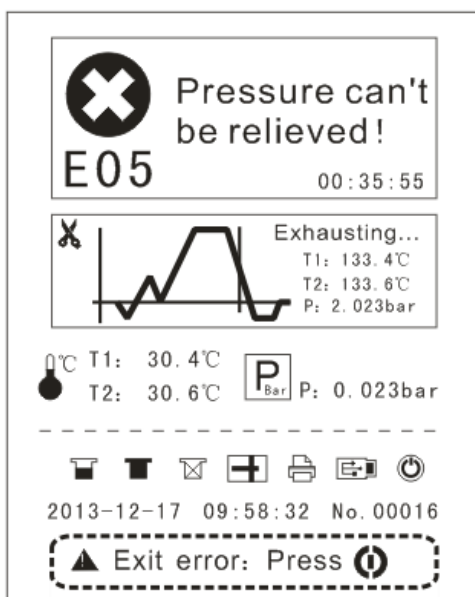 Pressure can't
be relieved!
E05
00:35:55
Exhausting...
T1: 133.4℃
T2: 133.6℃
P: 2.023bar
℃ T1: 30.4℃
T2: 30.6℃
P Bar P: 0.023bar
2013-12-17 09:58:32 No.00016
Exit error: Press